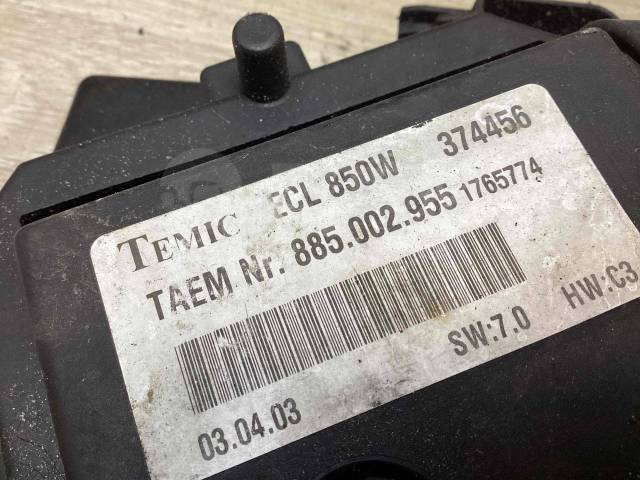 TEMIC ECL 850W 374456
TAEM Nr. 885.002.955 1765774
SW:7.0 HW:C3
03.04.03